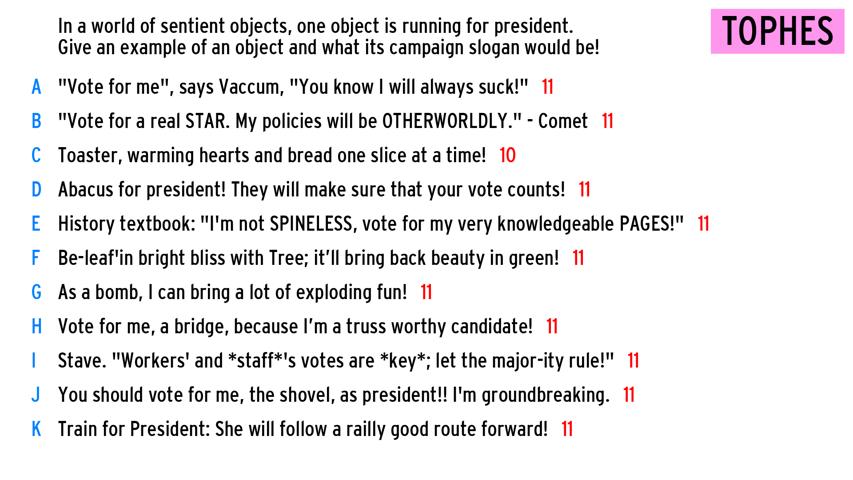 In a world of sentient objects, one object is running for president.
Give an example of an object and what its campaign slogan would be!
TOPHES
A "Vote for me", says Vaccum, "You know I will always suck!" 11
B "Vote for a real STAR. My policies will be OTHERWORLDLY." - Comet 11
C Toaster, warming hearts and bread one slice at a time! 10
D Abacus for president! They will make sure that your vote counts! 11
E History textbook: "I'm not SPINELESS, vote for my very knowledgeable PAGES!" 11
F Be-leaf'in bright bliss with Tree; it’ll bring back beauty in green! 11
G As a bomb, I can bring a lot of exploding fun! 11
H Vote for me, a bridge, because I’m a truss worthy candidate! 11
I Stave. "Workers' and *staff*'s votes are *key*; let the major-ity rule!" 11
J You should vote for me, the shovel, as president!! I'm groundbreaking. 11
K Train for President: She will follow a railly good route forward! 11